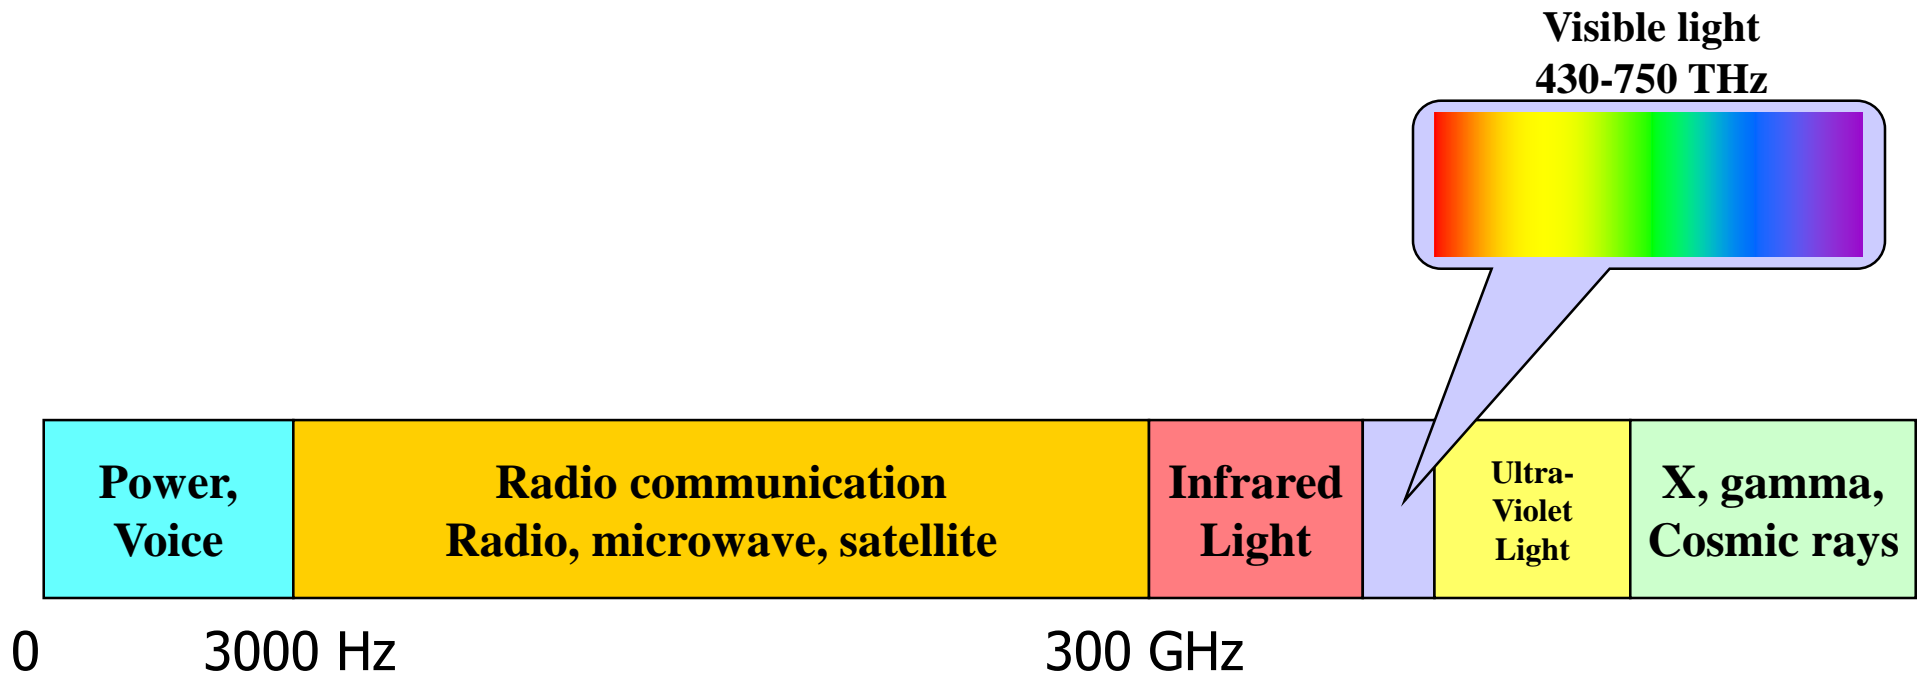 Visible light
430-750 THz
Power,
Voice
Radio communication
Radio, microwave, satellite
Infrared
Light
Ultra-
Violet
Light
X, gamma,
Cosmic rays
0
3000 Hz
300 GHz